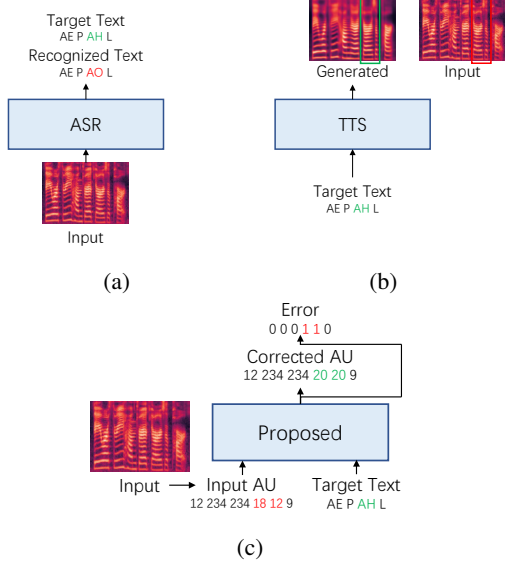 Target Text
AE P AH L
Recognized Text
AE P AO L
ASR
Input
(a)
Generated
Input
TTS
Target Text
AE P AH L
(b)
Error
0 0 0 1 1 0
Corrected AU
12 234 234 20 20 9
Proposed
Input
Input AU
12 234 234 18 12 9
Target Text
AE P AH L
(c)